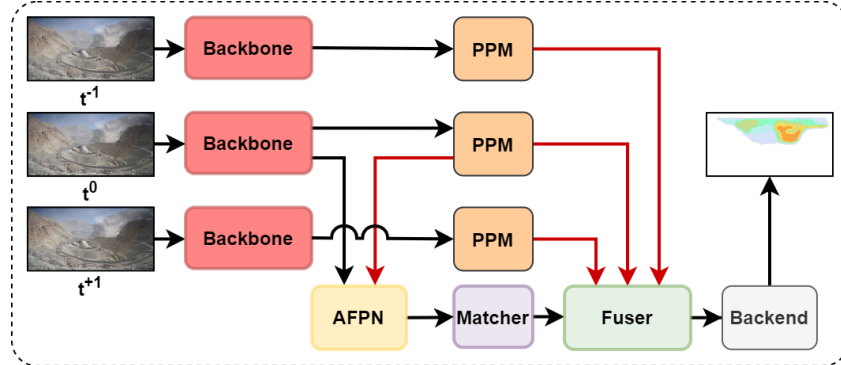 Backbone
PPM
t⁻¹
Backbone
PPM
t⁰
Backbone
PPM
t⁺¹
AFPN
Matcher
Fuser
Backend